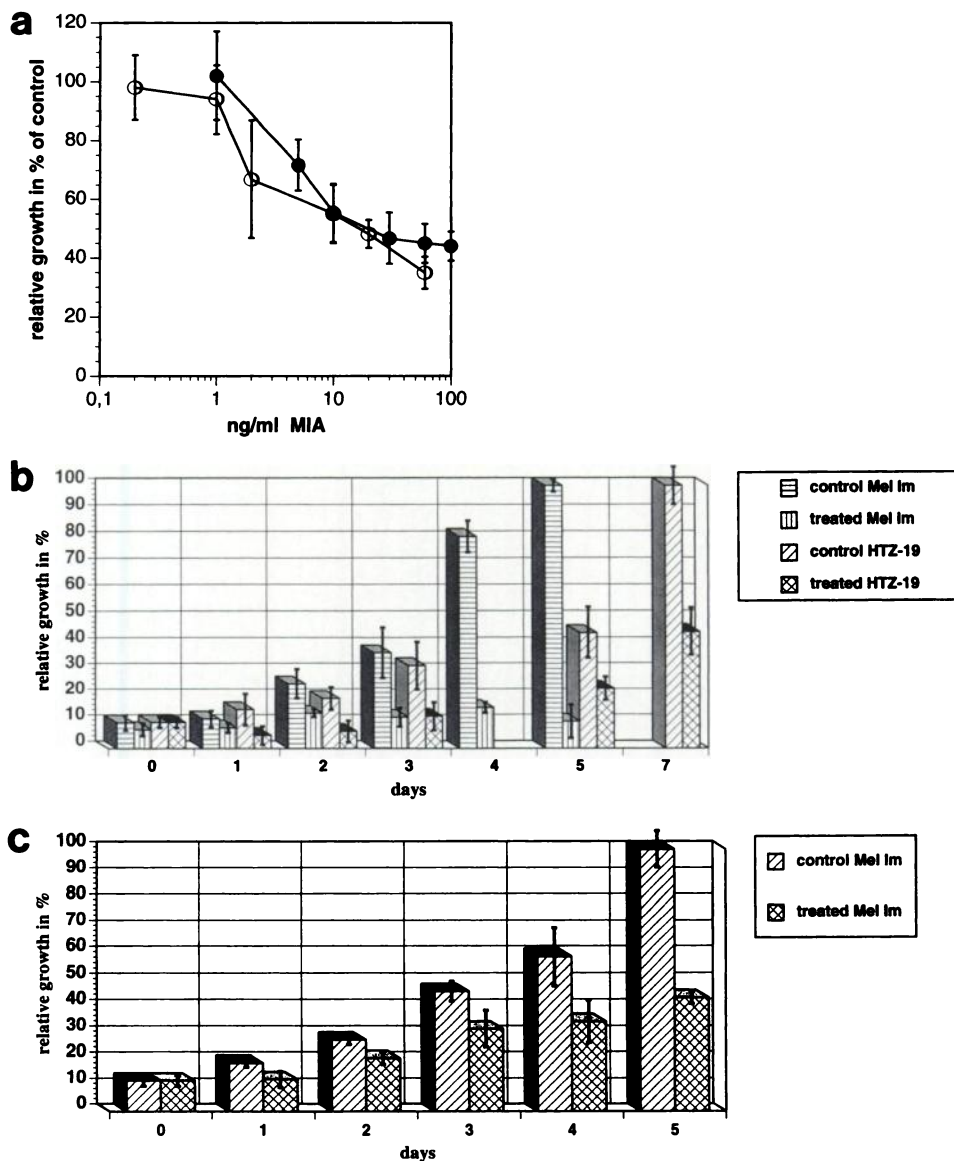 a
relative growth in % of control
120
100
80
60
40
20
0
0,1 1 10 100
ng/ml MIA
b
relative growth in %
100
90
80
70
60
50
40
30
20
10
0
0 1 2 3 4 5 7
days
control Mel Im
treated Mel Im
control HTZ-19
treated HTZ-19
c
relative growth in %
100
90
80
70
60
50
40
30
20
10
0
0 1 2 3 4 5
days
control Mel Im
treated Mel Im